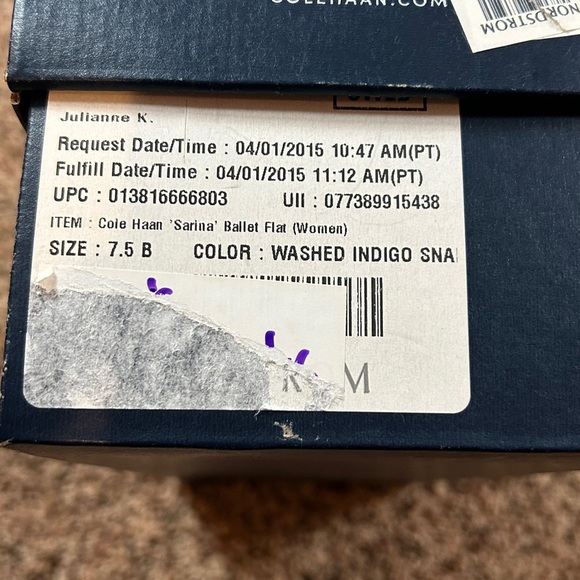 COLEHAAN.COM
NORDSTROM
Julianne K.
Request Date/Time : 04/01/2015 10:47 AM(PT)
Fulfill Date/Time : 04/01/2015 11:12 AM(PT)
UPC : 013816666803 UII : 077389915438
ITEM : Cole Haan 'Sarina' Ballet Flat (Women)
SIZE : 7.5 B COLOR : WASHED INDIGO SNA
ROM